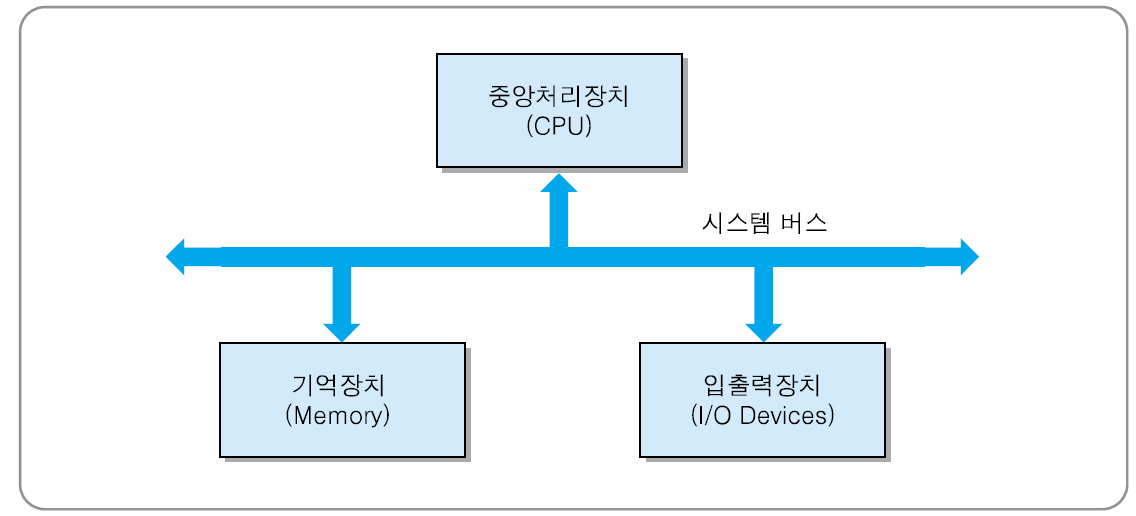 중앙처리장치
(CPU)
시스템 버스
기억장치
(Memory)
입출력장치
(I/O Devices)